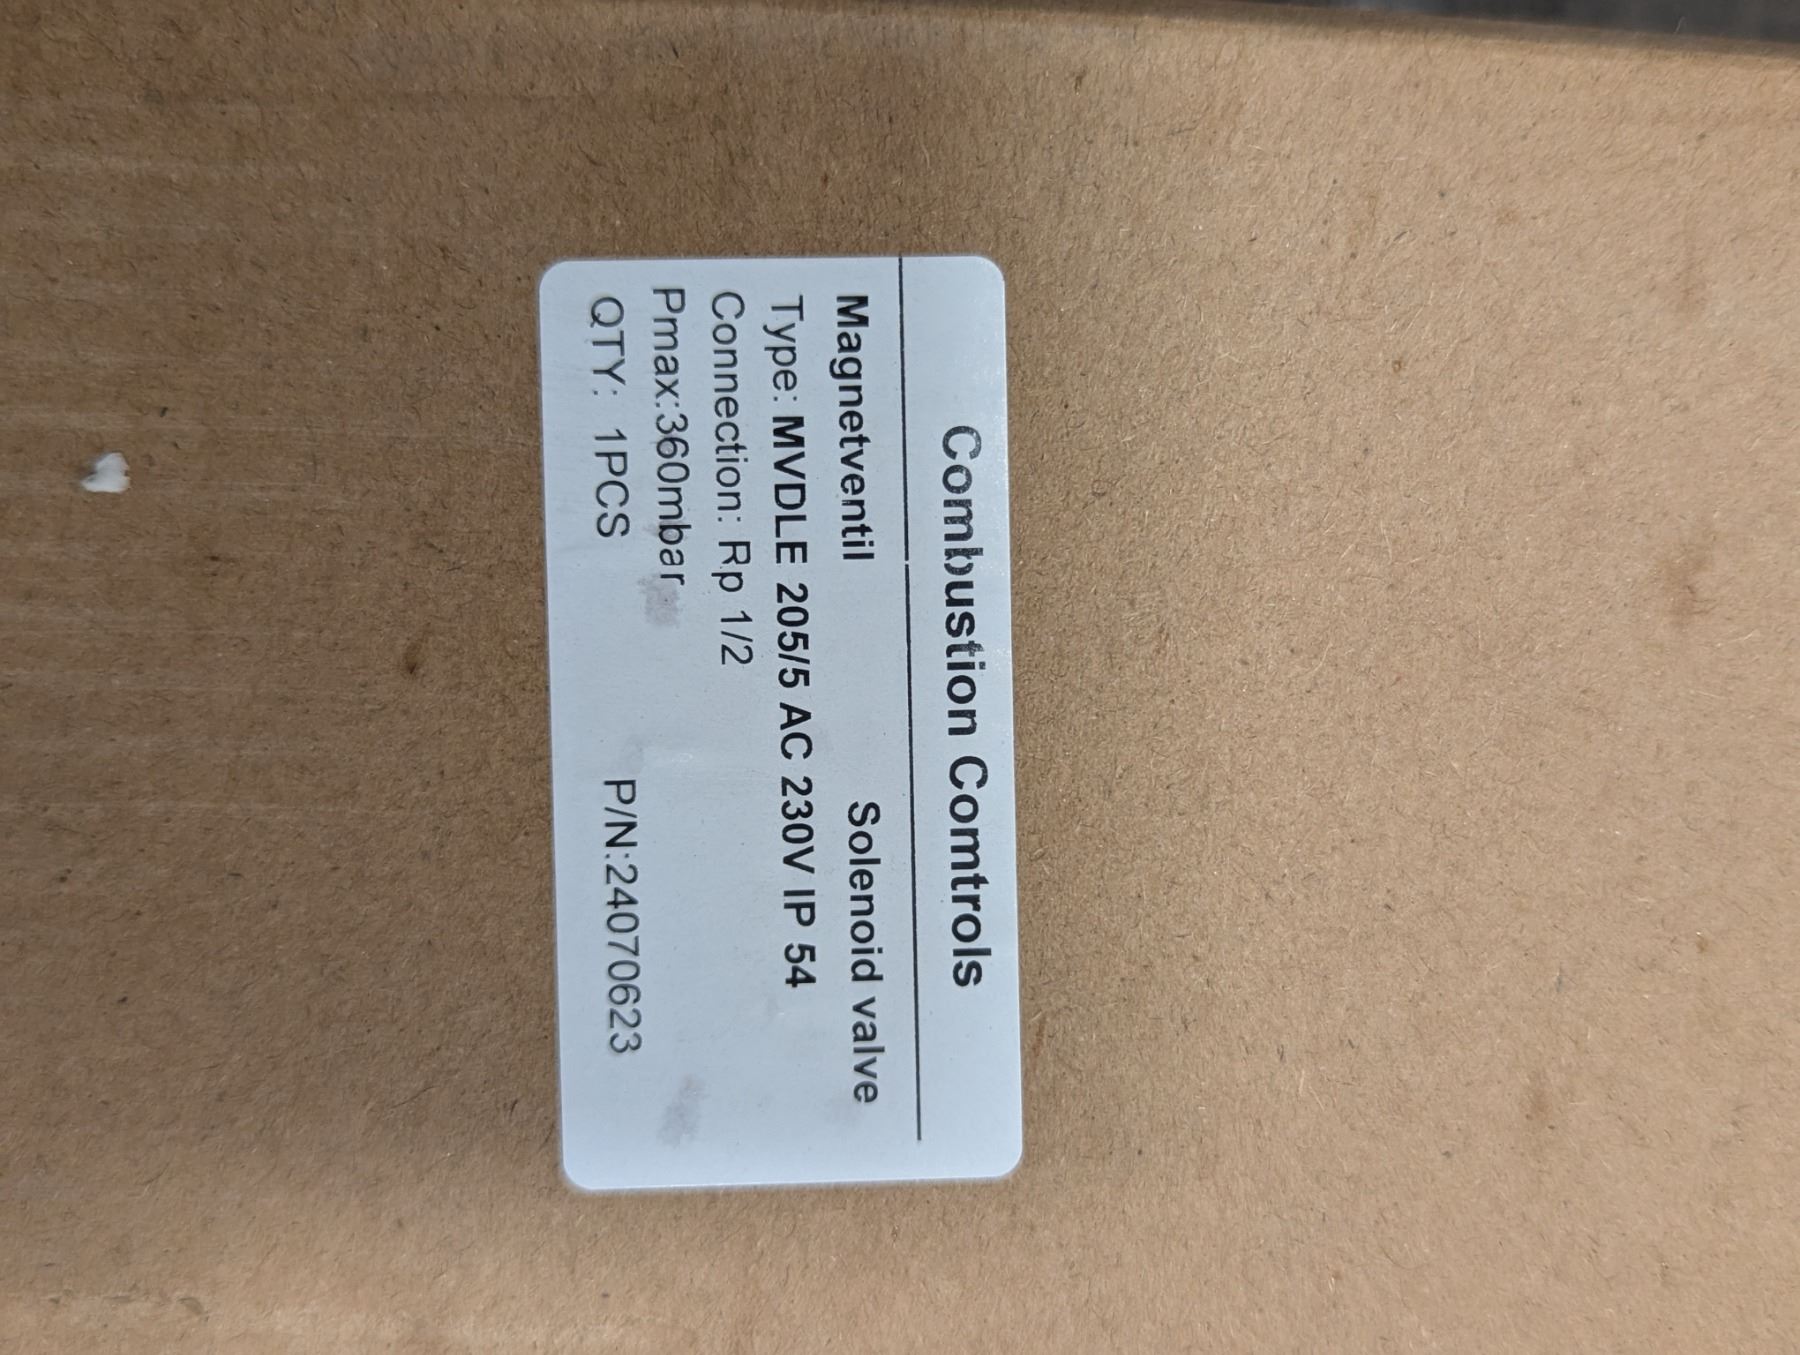 Combustion Comtrols
Magnetventil Solenoid valve
Type: MVDLE 205/5 AC 230V IP 54
Connection: Rp 1/2
Pmax:360mbar
QTY: 1PCS P/N:24070623